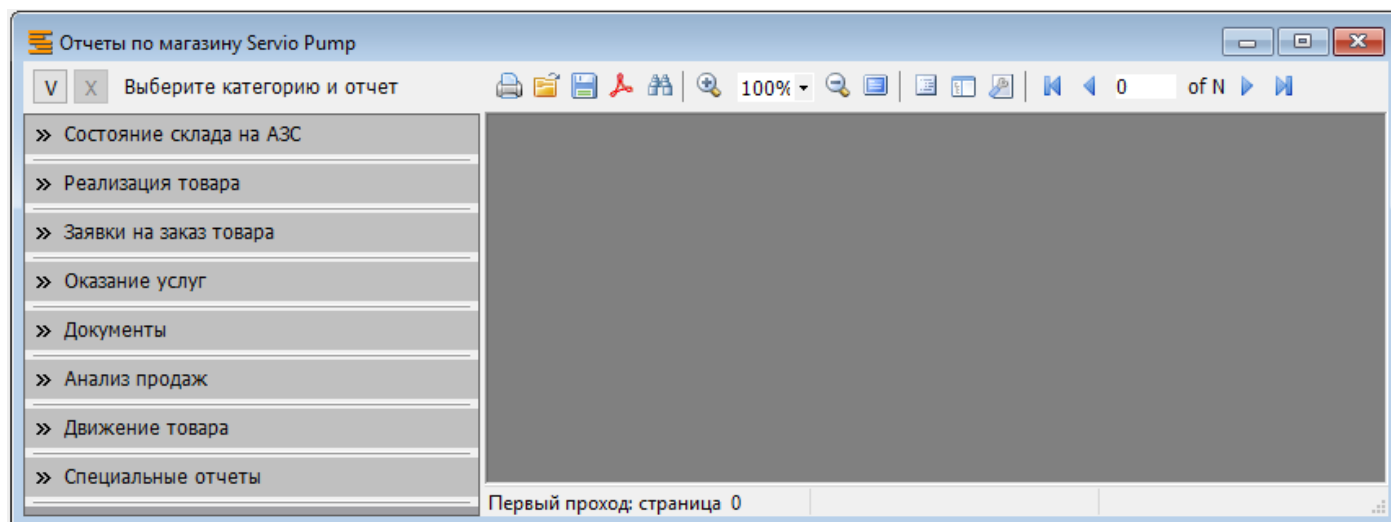 Отчеты по магазину Servio Pump
V X Выберите категорию и отчет 100% 0 of N
» Состояние склада на АЗС
» Реализация товара
» Заявки на заказ товара
» Оказание услуг
» Документы
» Анализ продаж
» Движение товара
» Специальные отчеты
Первый проход: страница 0